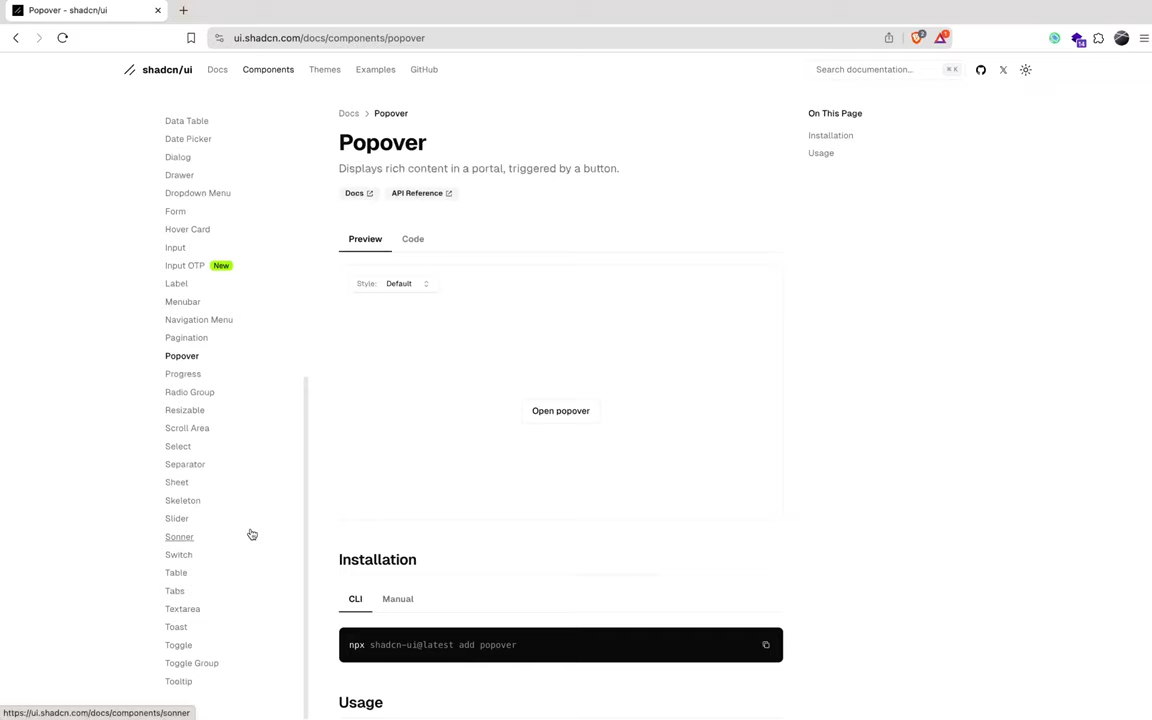 Popover - shadcn/ui
ui.shadcn.com/docs/components/popover
2
1
14
shadcn/ui
Docs
Components
Themes
Examples
GitHub
Search documentation...
⌘ K
Data Table
Date Picker
Dialog
Drawer
Dropdown Menu
Form
Hover Card
Input
Input OTP New
Label
Menubar
Navigation Menu
Pagination
Popover
Progress
Radio Group
Resizable
Scroll Area
Select
Separator
Sheet
Skeleton
Slider
Sonner
Switch
Table
Tabs
Textarea
Toast
Toggle
Toggle Group
Tooltip
Docs > Popover
Popover
Displays rich content in a portal, triggered by a button.
Docs
API Reference
Preview
Code
Style: Default
Open popover
Installation
CLI
Manual
npx shadcn-ui@latest add popover
Usage
On This Page
Installation
Usage
https://ui.shadcn.com/docs/components/sonner